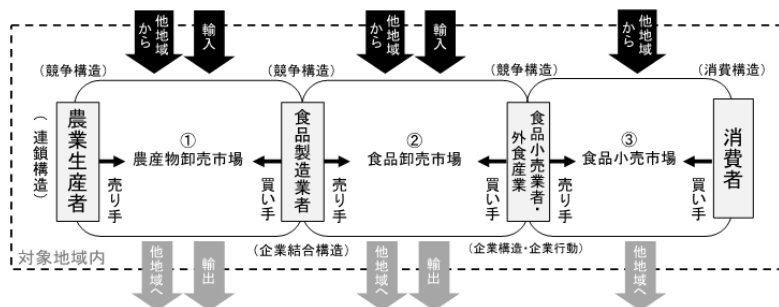 他地域から
輸入
他地域から
輸入
他地域から
（競争構造）
（競争構造）
（競争構造）
（消費構造）
（連鎖構造）
農業生産者
①
農産物卸売市場
売り手
買い手
食品製造業者
②
食品卸売市場
売り手
買い手
食品小売業者・
外食産業
③
食品小売市場
売り手
買い手
消費者
対象地域内
（企業結合構造）
（企業構造・企業行動）
他地域へ
輸出
他地域へ
輸出
他地域へ